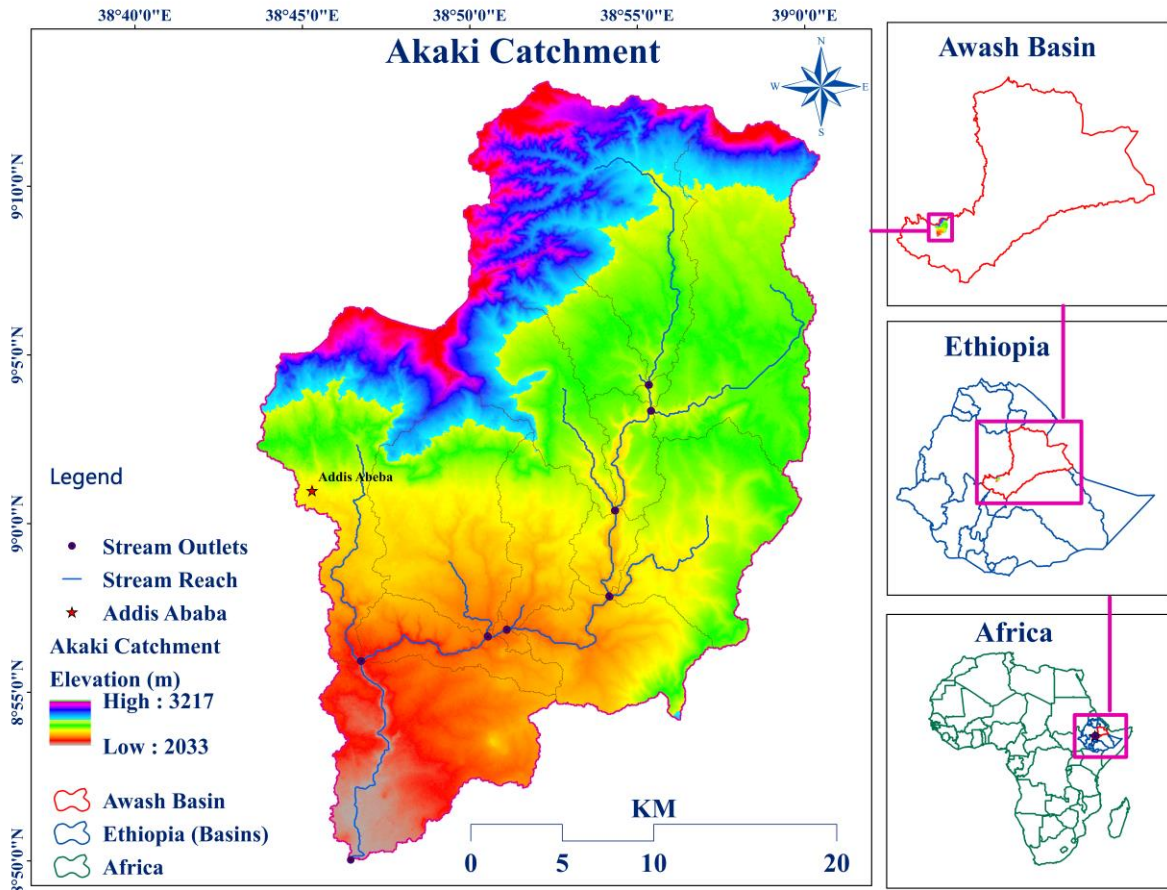 38°40'0"E 38°45'0"E 38°50'0"E 38°55'0"E 39°0'0"E
Akaki Catchment
N
W
E
S
9°10'0"N
9°5'0"N
9°0'0"N
8°55'0"N
8°50'0"N
Addis Abeba
Legend
Stream Outlets
Stream Reach
Addis Ababa
Akaki Catchment
Elevation (m)
High : 3217
Low : 2033
Awash Basin
Ethiopia (Basins)
Africa
KM
0 5 10 20
Awash Basin
Ethiopia
Africa